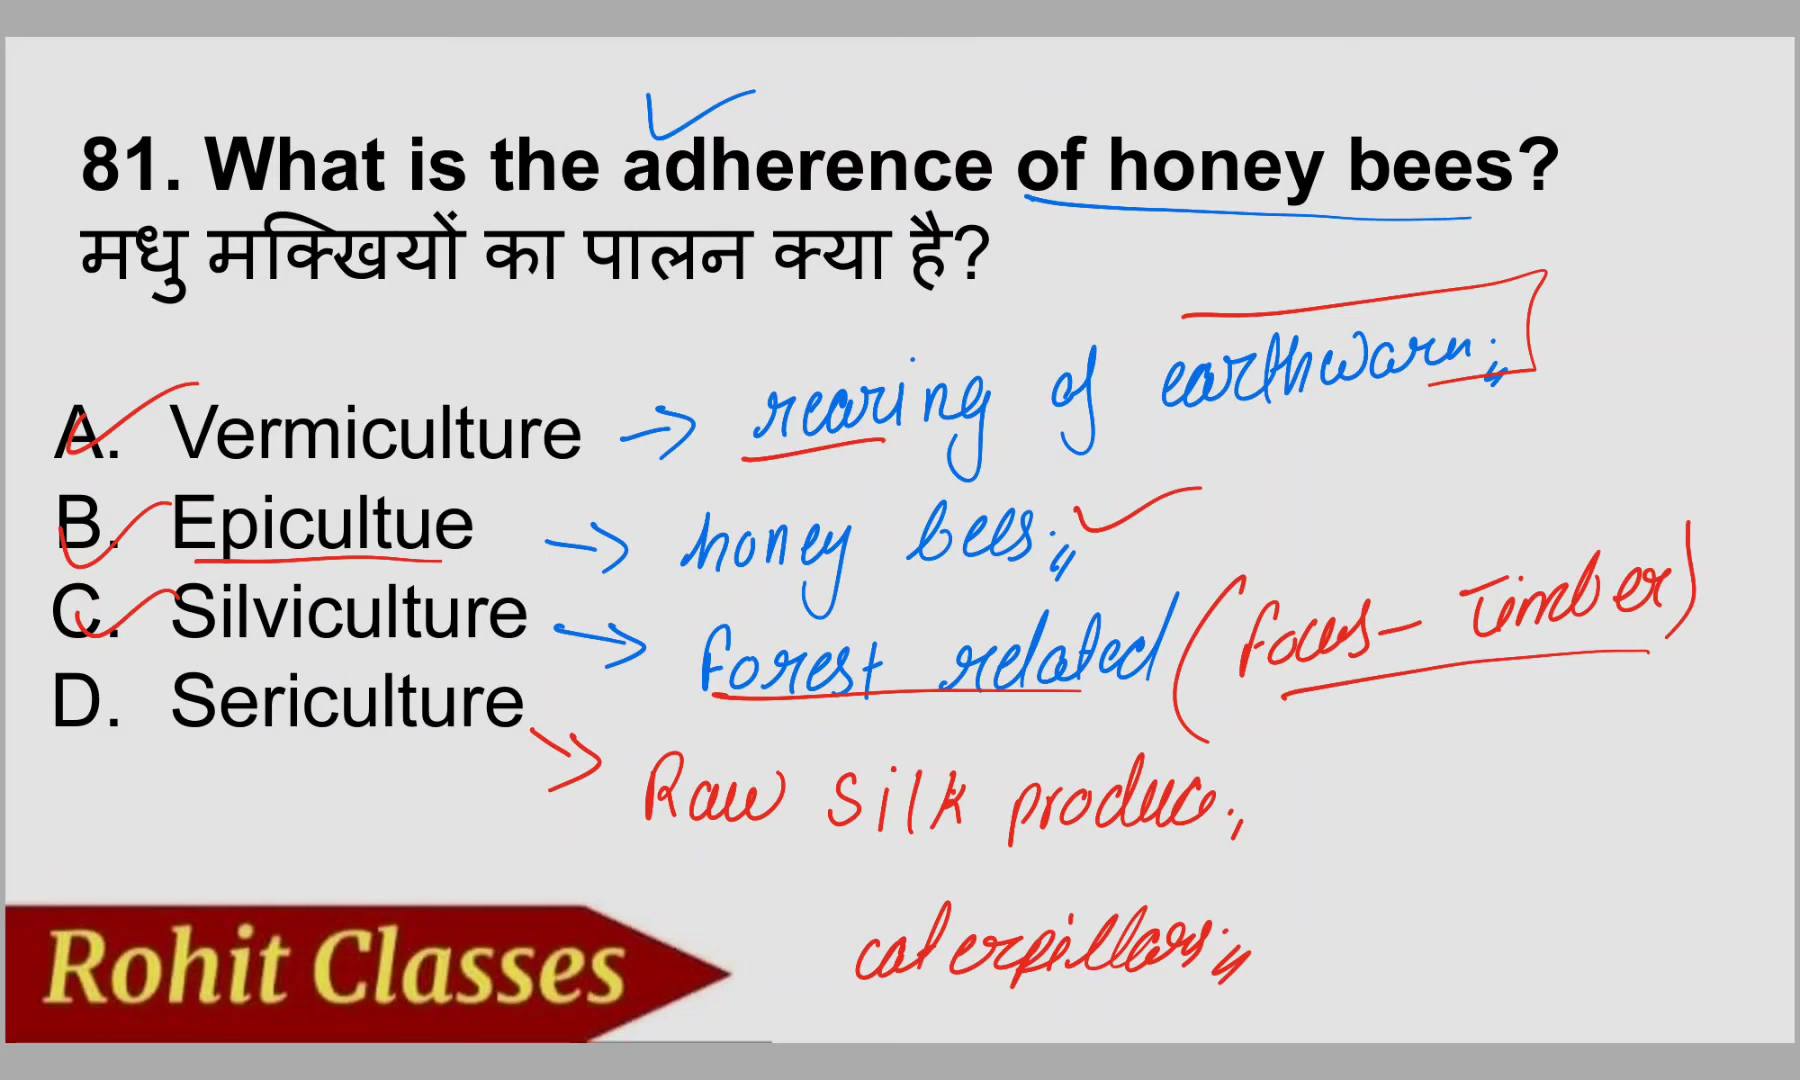 81. What is the adherence of honey bees?
मधु मक्खियों का पालन क्या है?
A. Vermiculture → rearing of earthwarm
B. Epicultue → honey bees
C. Silviculture → forest related (focus - Timber)
D. Sericulture → Raw silk produce
caterpillars
Rohit Classes